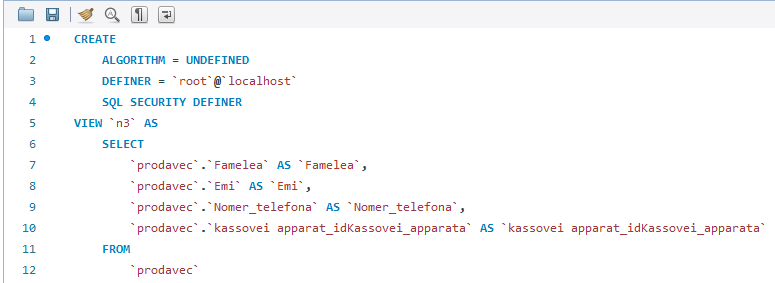 1 CREATE
2 ALGORITHM = UNDEFINED
3 DEFINER = `root`@`localhost`
4 SQL SECURITY DEFINER
5 VIEW `n3` AS
6 SELECT
7 `prodavec`.`Famelea` AS `Famelea`,
8 `prodavec`.`Emi` AS `Emi`,
9 `prodavec`.`Nomer_telefona` AS `Nomer_telefona`,
10 `prodavec`.`kassovei apparat_idKassovei_apparata` AS `kassovei apparat_idKassovei_apparata`
11 FROM
12 `prodavec`